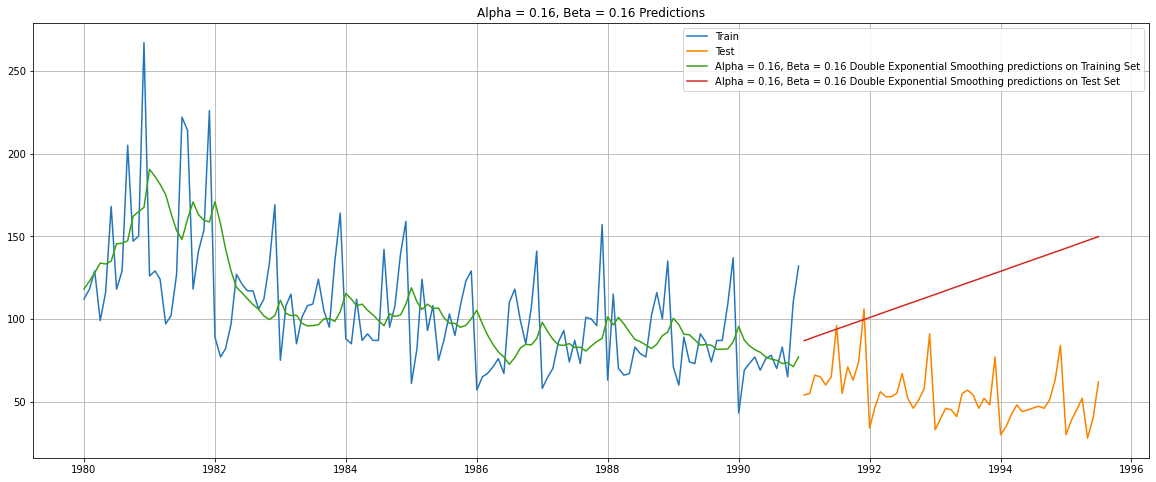 Alpha = 0.16, Beta = 0.16 Predictions
Train
Test
Alpha = 0.16, Beta = 0.16 Double Exponential Smoothing predictions on Training Set
Alpha = 0.16, Beta = 0.16 Double Exponential Smoothing predictions on Test Set
250
200
150
100
50
1980 1982 1984 1986 1988 1990 1992 1994 1996